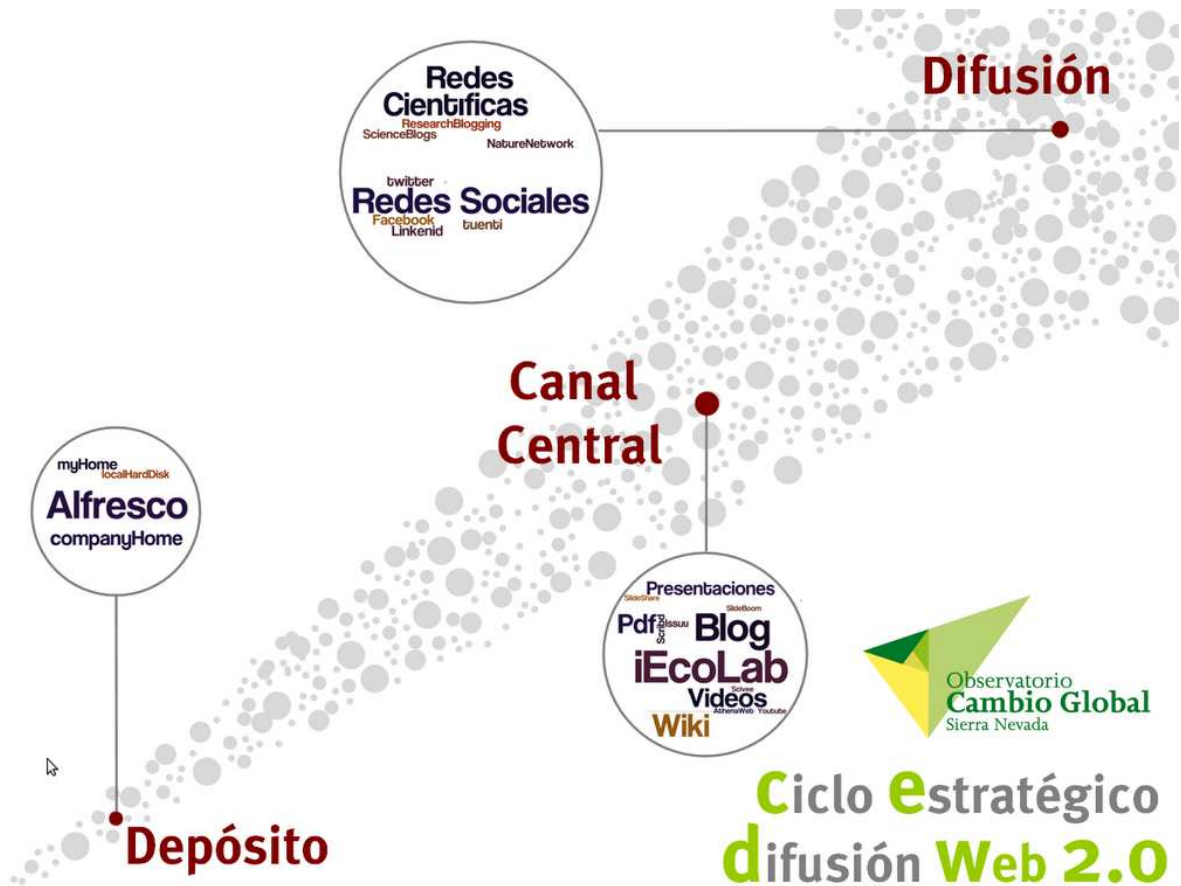 Difusión
Redes
Científicas
ResearchBlogging
ScienceBlogs
NatureNetwork
twitter
Redes Sociales
Facebook
tuenti
Linkenid
Canal
Central
myHome
localHardDisk
Alfresco
companyHome
Presentaciones
SlideShare
SlideBoom
Pdf
Scribd
Issuu
Blog
iEcoLab
Scivee
Videos
AthenaWeb Youtube
Wiki
Observatorio
Cambio Global
Sierra Nevada
Depósito
Ciclo estratégico
difusión Web 2.0